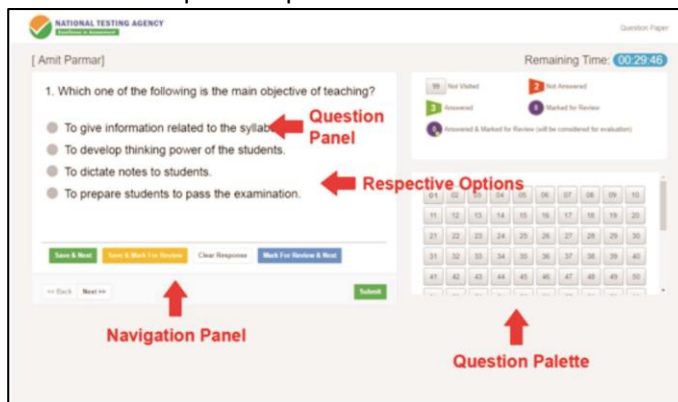 NATIONAL TESTING AGENCY
Excellence in Assessment
Question Paper
[ Amit Parmar]
Remaining Time: 00:29:46
1. Which one of the following is the main objective of teaching?
To give information related to the syllab
Question Panel
To develop thinking power of the students.
To dictate notes to students.
To prepare students to pass the examination.
Respective Options
99 Not Visited
2 Not Answered
3 Answered
Marked for Review
Answered & Marked for Review (will be considered for evaluation)
01 02 03 04 05 06 07 08 09 10
11 12 13 14 15 16 17 18 19 20
21 22 23 24 25 26 27 28 29 30
31 32 33 34 35 36 37 38 39 40
41 42 43 44 45 46 47 48 49 50
Save & Next Save & Mark For Review Clear Response Mark For Review & Next
<< Back Next >> Submit
Navigation Panel
Question Palette